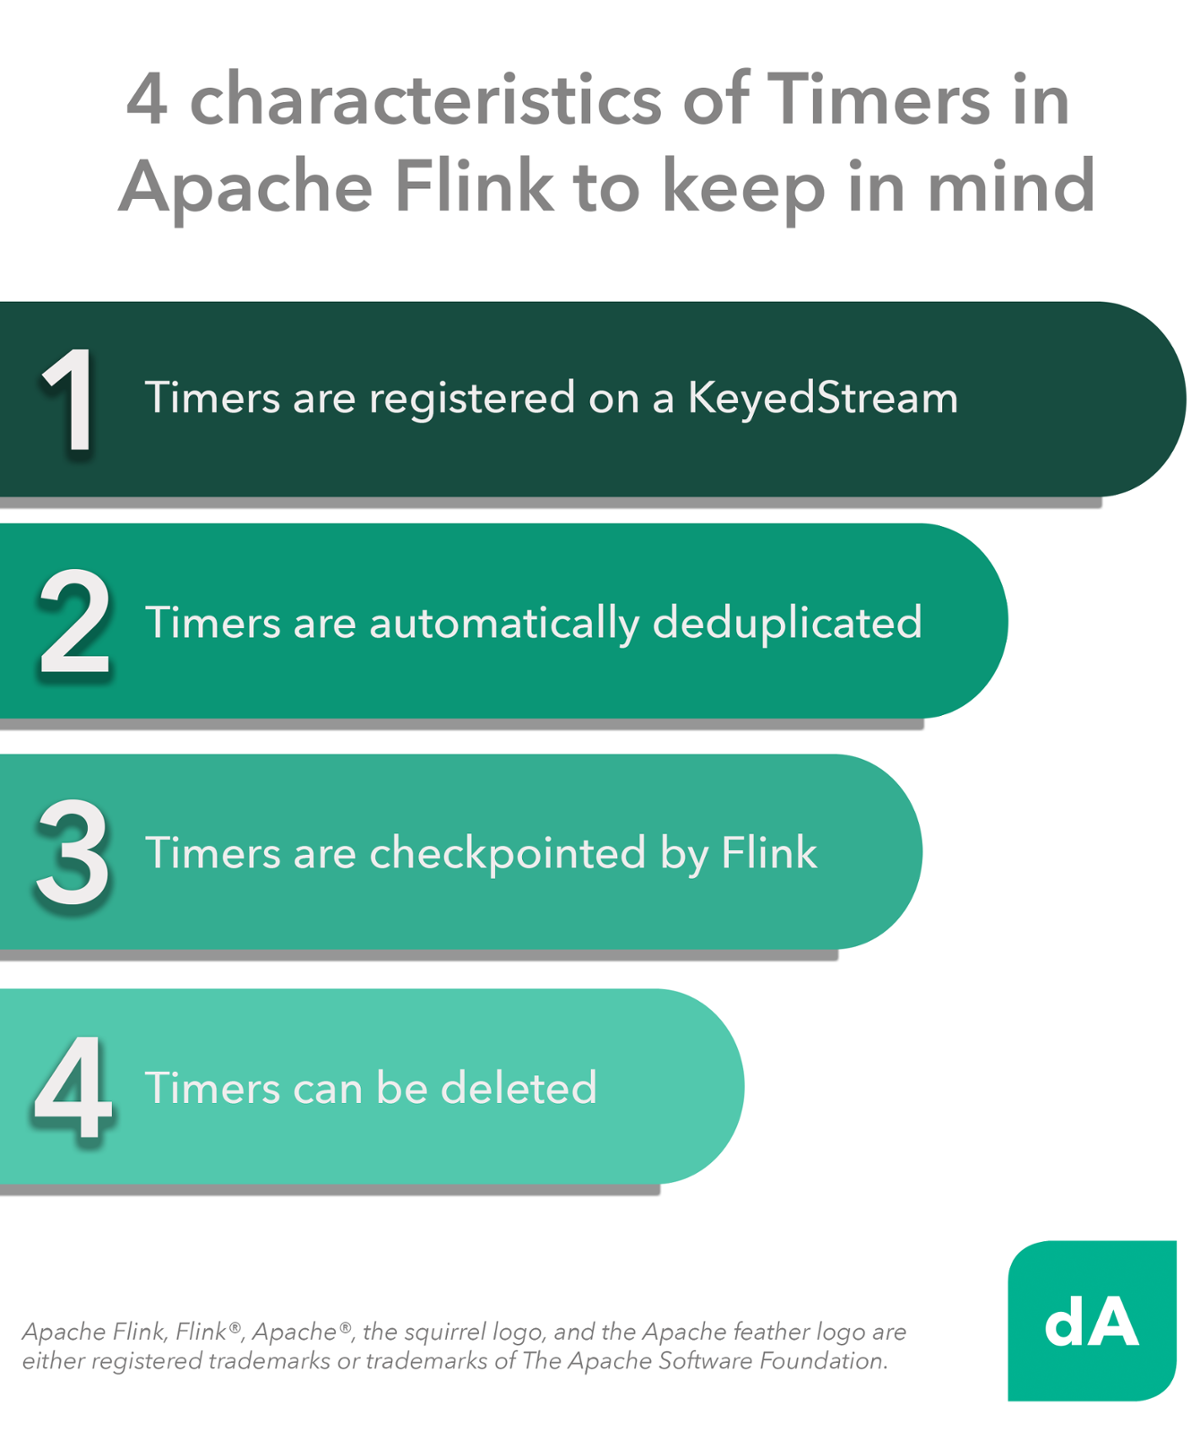 4 characteristics of Timers in
Apache Flink to keep in mind
1 Timers are registered on a KeyedStream
2 Timers are automatically deduplicated
3 Timers are checkpointed by Flink
4 Timers can be deleted
Apache Flink, Flink®, Apache®, the squirrel logo, and the Apache feather logo are
either registered trademarks or trademarks of The Apache Software Foundation.
dA